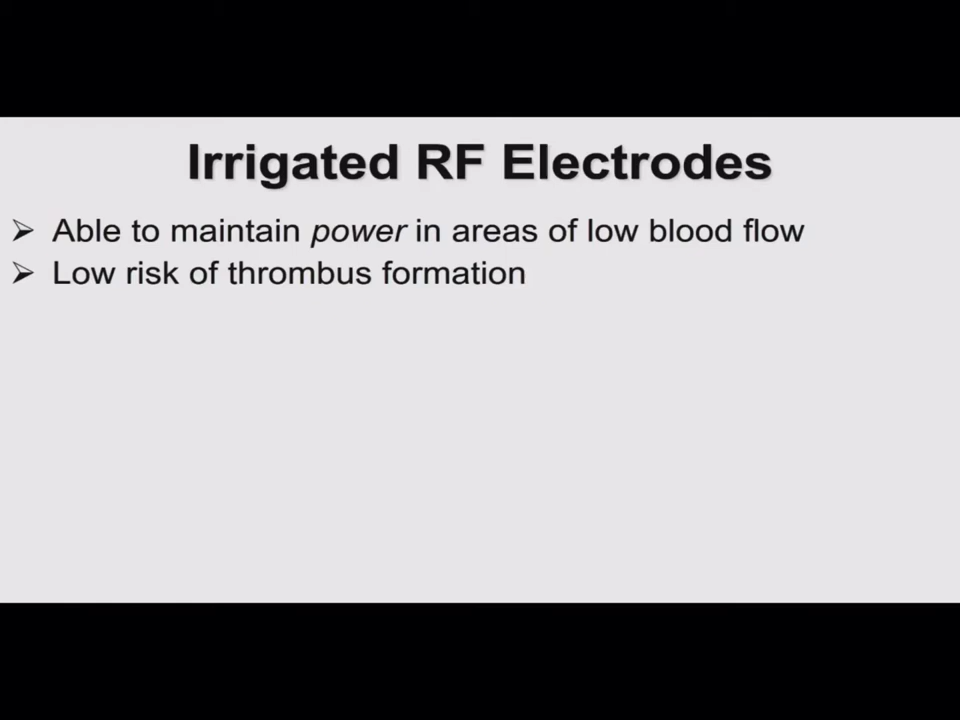 Irrigated RF Electrodes
➢ Able to maintain power in areas of low blood flow
➢ Low risk of thrombus formation